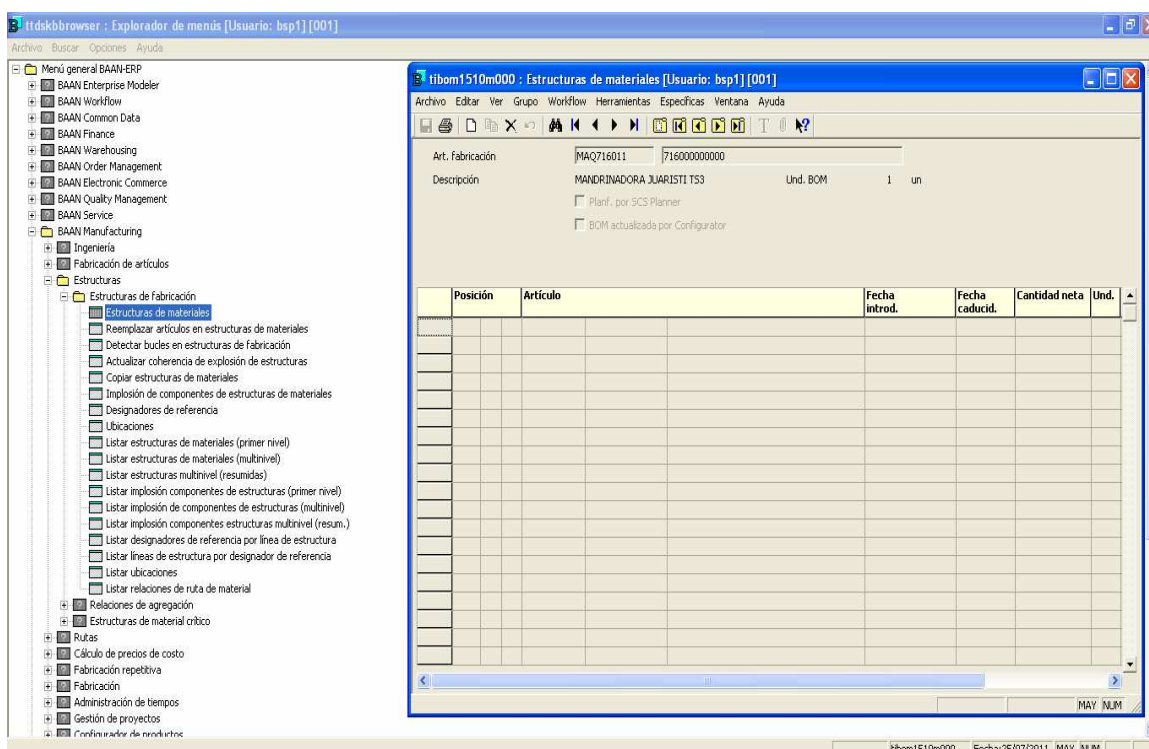 ttdskbbrowser : Explorador de menús [Usuario: bsp1] [001]
Archivo Buscar Opciones Ayuda
Menú general BAAN-ERP
BAAN Enterprise Modeler
BAAN Workflow
BAAN Common Data
BAAN Finance
BAAN Warehousing
BAAN Order Management
BAAN Electronic Commerce
BAAN Quality Management
BAAN Service
BAAN Manufacturing
Ingeniería
Fabricación de artículos
Estructuras
Estructuras de fabricación
Estructuras de materiales
Reemplazar artículos en estructuras de materiales
Detectar bucles en estructuras de fabricación
Actualizar coherencia de explosión de estructuras
Copiar estructuras de materiales
Implosión de componentes de estructuras de materiales
Designadores de referencia
Ubicaciones
Listar estructuras de materiales (primer nivel)
Listar estructuras de materiales (multinivel)
Listar estructuras multinivel (resumidas)
Listar implosión componentes de estructuras (primer nivel)
Listar implosión de componentes de estructuras (multinivel)
Listar implosión componentes estructuras multinivel (resum.)
Listar designadores de referencia por línea de estructura
Listar líneas de estructura por designador de referencia
Listar ubicaciones
Listar relaciones de ruta de material
Relaciones de agregación
Estructuras de material crítico
Rutas
Cálculo de precios de costo
Fabricación repetitiva
Fabricación
Administración de tiempos
Gestión de proyectos
Configurador de productos
tibom1510m000 : Estructuras de materiales [Usuario: bsp1] [001]
Archivo Editar Ver Grupo Workflow Herramientas Específicas Ventana Ayuda
Art. fabricación MAQ716011 716000000000
Descripción MANDRINADORA JUARISTI TS3 Und. BOM 1 un
Planf. por SCS Planner
BOM actualizada por Configurator
Posición Artículo Fecha introd. Fecha caducid. Cantidad neta Und.
MAY NUM
tibom1510m000 Fecha:25/07/2011 MAY NUM